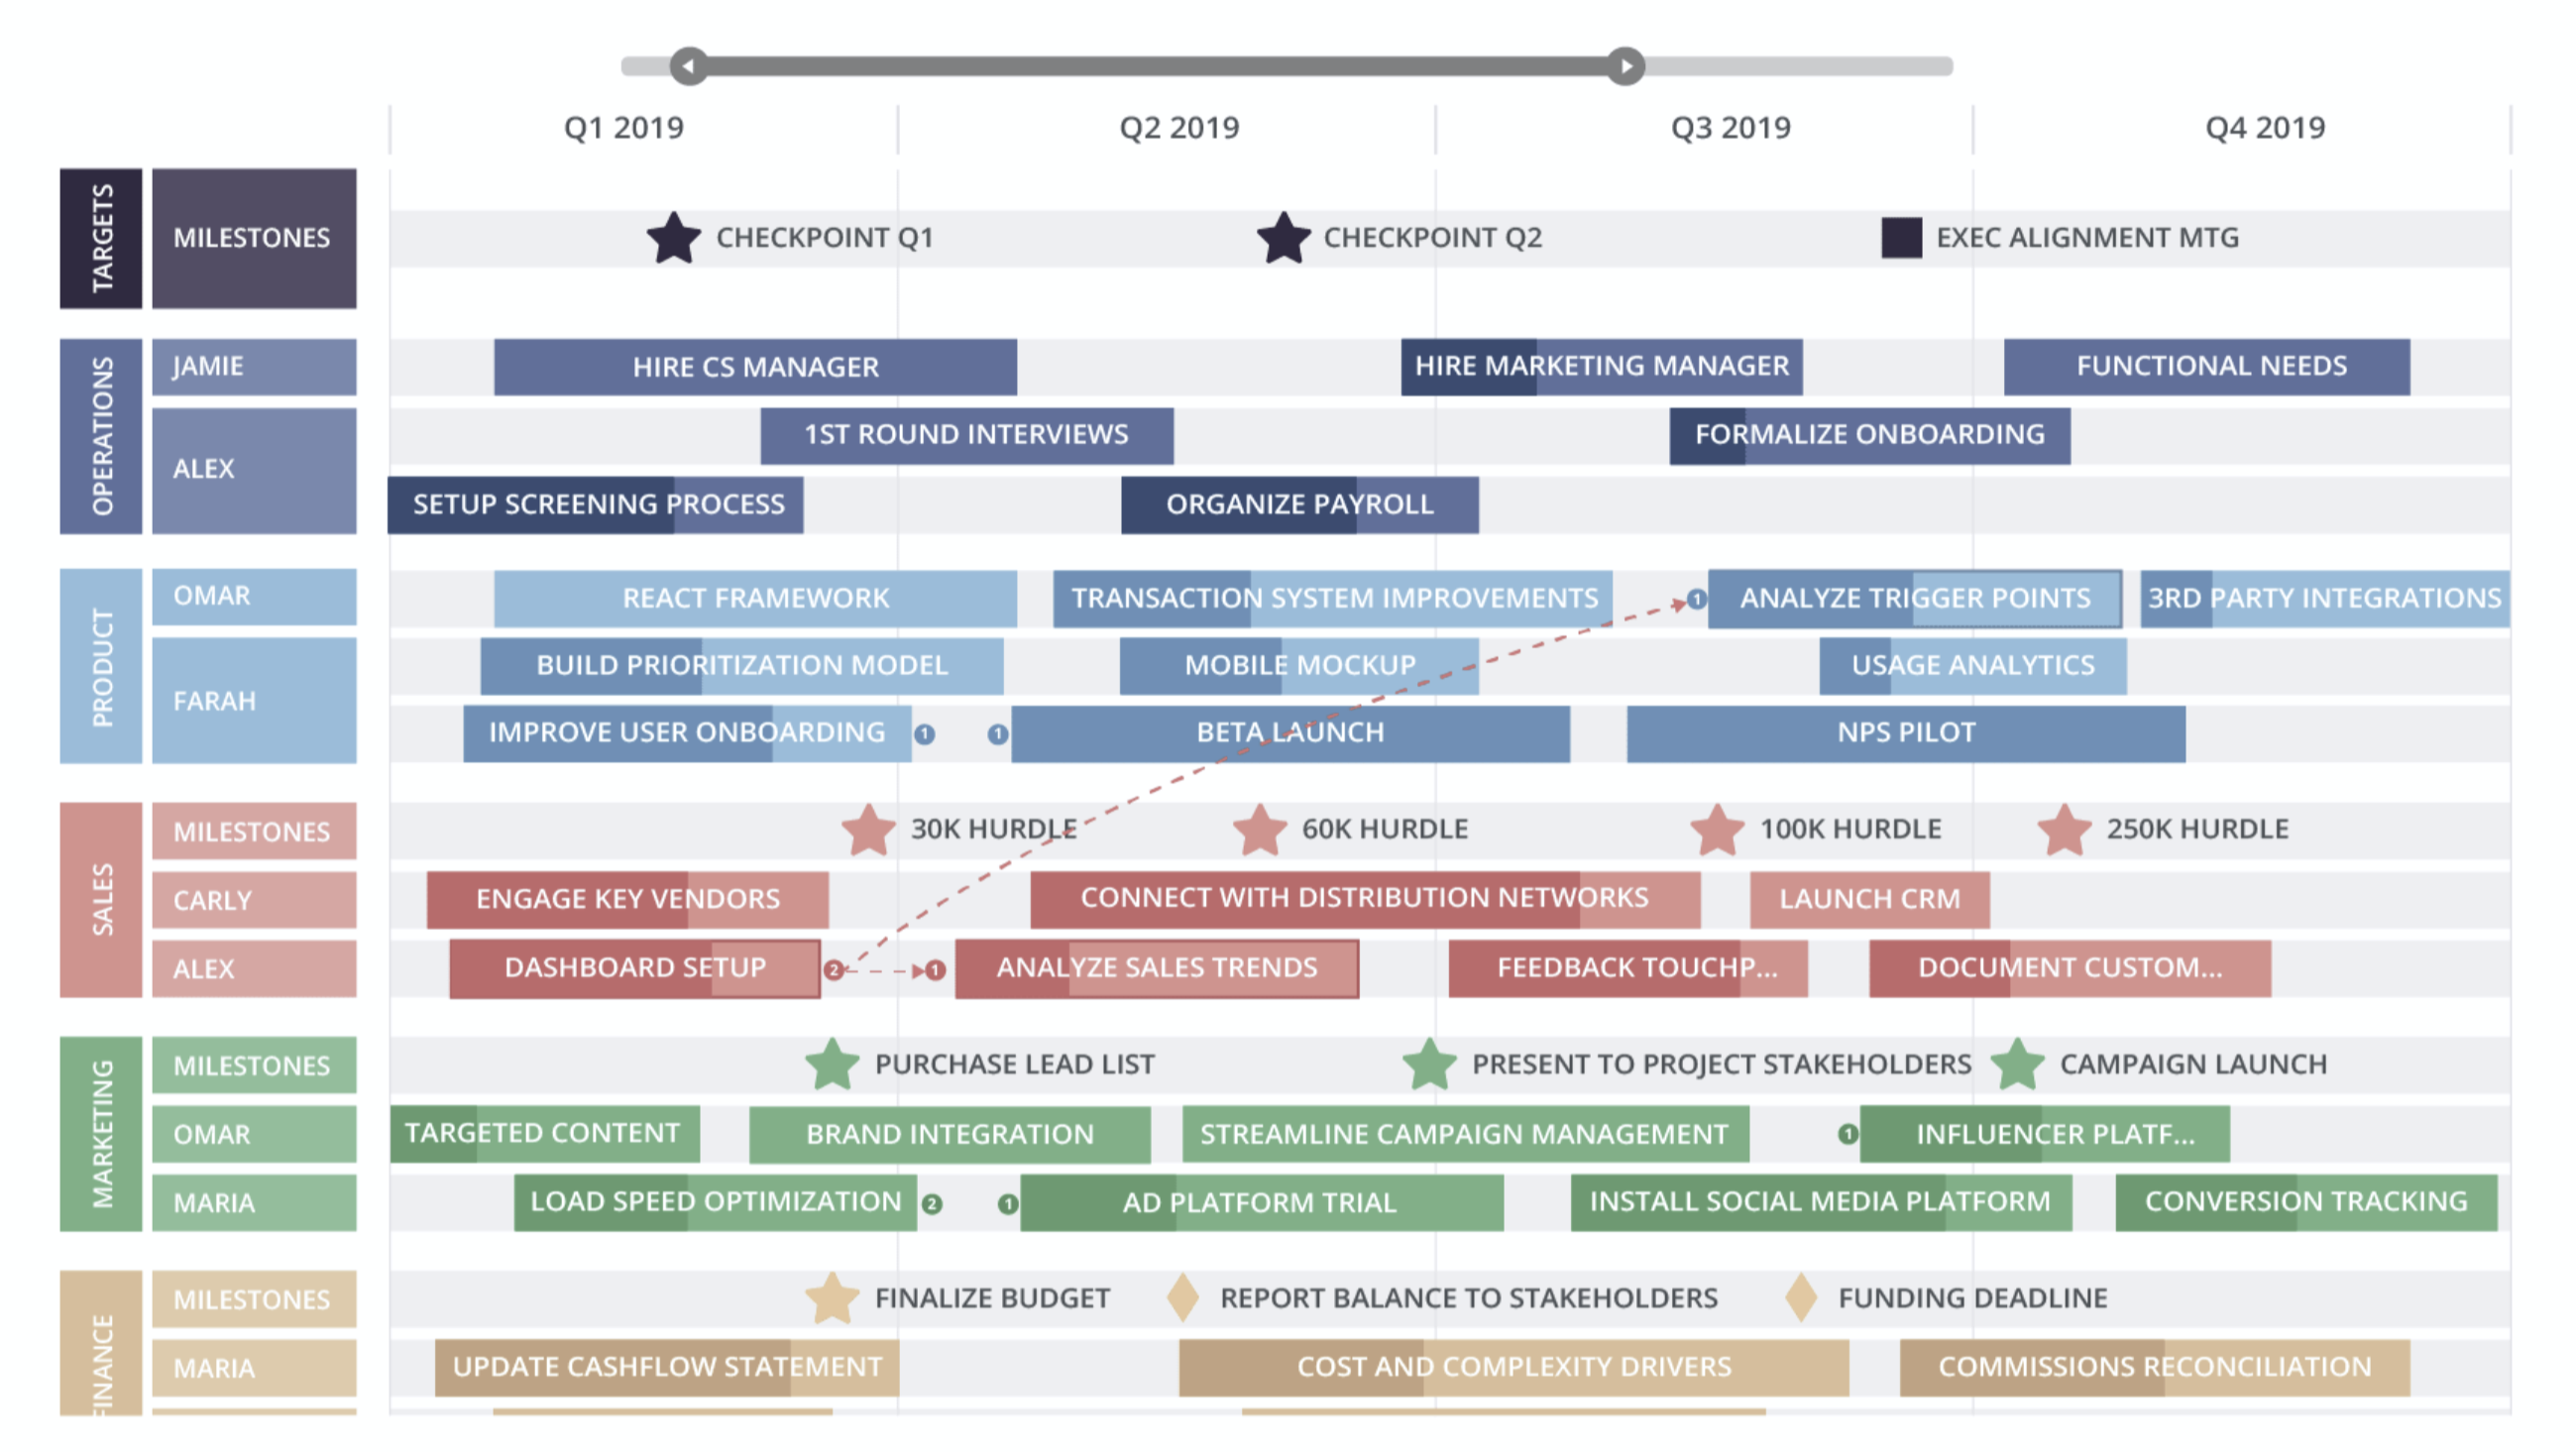 Q1 2019 Q2 2019 Q3 2019 Q4 2019
TARGETS
MILESTONES CHECKPOINT Q1 CHECKPOINT Q2 EXEC ALIGNMENT MTG
OPERATIONS
JAMIE HIRE CS MANAGER HIRE MARKETING MANAGER FUNCTIONAL NEEDS
ALEX
1ST ROUND INTERVIEWS FORMALIZE ONBOARDING
SETUP SCREENING PROCESS ORGANIZE PAYROLL
PRODUCT
OMAR REACT FRAMEWORK TRANSACTION SYSTEM IMPROVEMENTS 1 ANALYZE TRIGGER POINTS 3RD PARTY INTEGRATIONS
FARAH
BUILD PRIORITIZATION MODEL MOBILE MOCKUP USAGE ANALYTICS
IMPROVE USER ONBOARDING 1 1 BETA LAUNCH NPS PILOT
SALES
MILESTONES 30K HURDLE 60K HURDLE 100K HURDLE 250K HURDLE
CARLY ENGAGE KEY VENDORS CONNECT WITH DISTRIBUTION NETWORKS LAUNCH CRM
ALEX DASHBOARD SETUP 2 1 ANALYZE SALES TRENDS FEEDBACK TOUCHP... DOCUMENT CUSTOM...
MARKETING
MILESTONES PURCHASE LEAD LIST PRESENT TO PROJECT STAKEHOLDERS CAMPAIGN LAUNCH
OMAR TARGETED CONTENT BRAND INTEGRATION STREAMLINE CAMPAIGN MANAGEMENT 1 INFLUENCER PLATF...
MARIA LOAD SPEED OPTIMIZATION 2 1 AD PLATFORM TRIAL INSTALL SOCIAL MEDIA PLATFORM CONVERSION TRACKING
FINANCE
MILESTONES FINALIZE BUDGET REPORT BALANCE TO STAKEHOLDERS FUNDING DEADLINE
MARIA UPDATE CASHFLOW STATEMENT COST AND COMPLEXITY DRIVERS COMMISSIONS RECONCILIATION